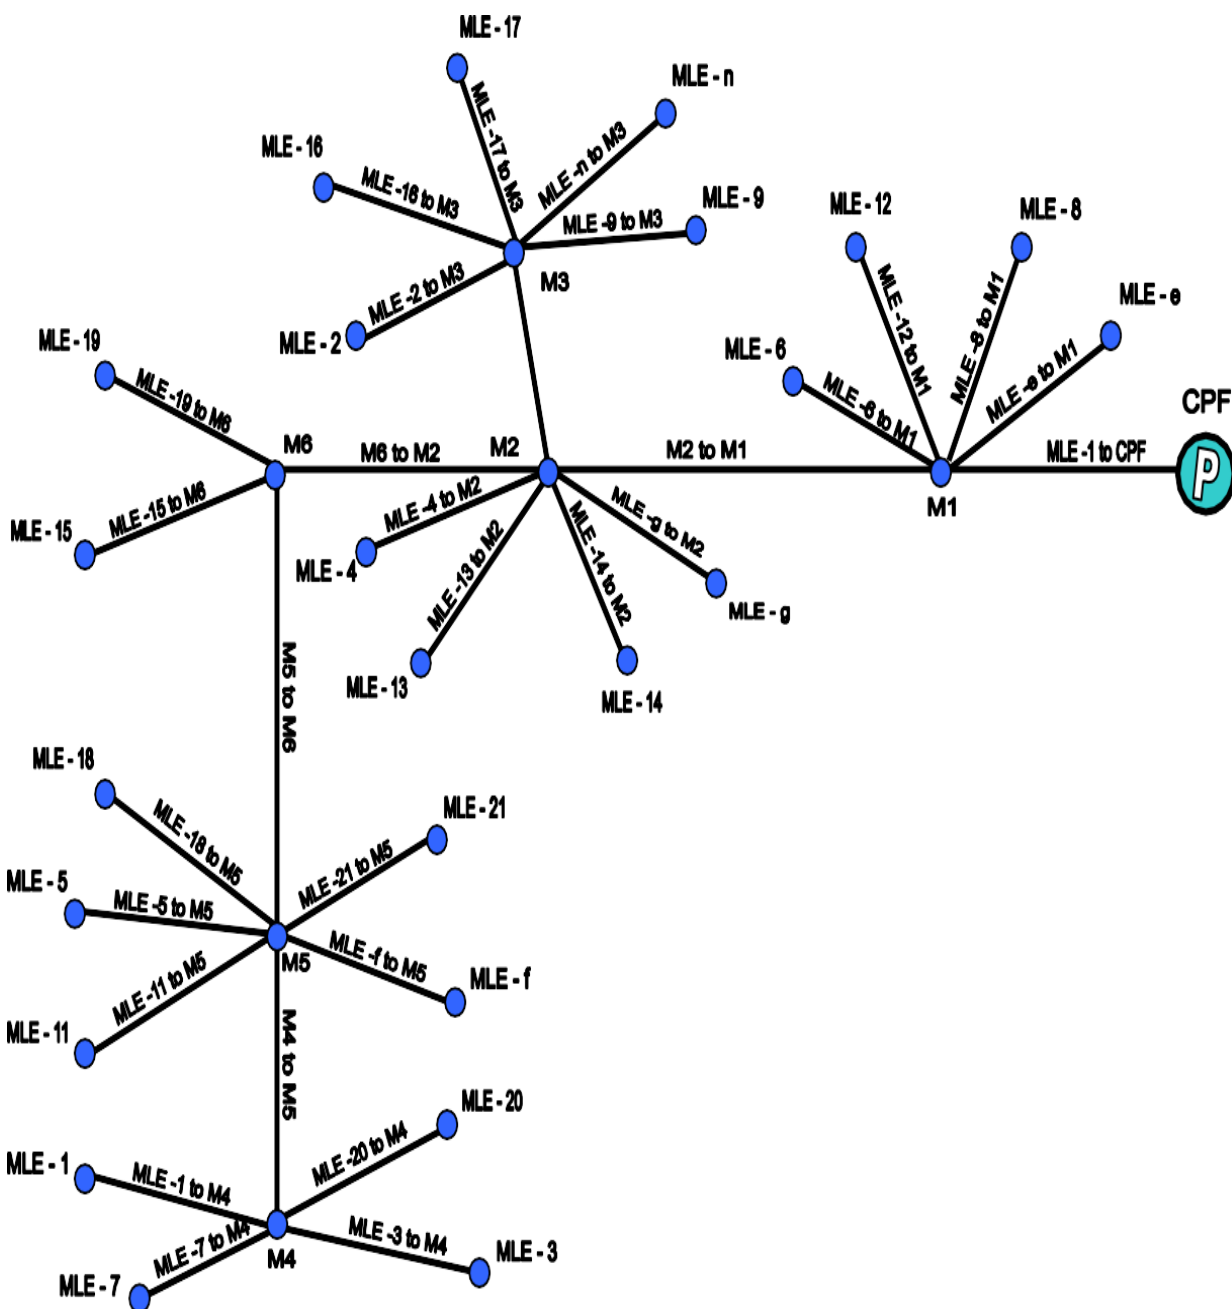 MLE - 17
MLE - n
MLE -17 to M3
MLE -n to M3
MLE - 16
MLE -16 to M3
MLE - 9
MLE -9 to M3
MLE - 12
MLE - 8
M3
MLE -2 to M3
MLE - 2
MLE -12 to M1
MLE -8 to M1
MLE - e
MLE -e to M1
MLE - 6
MLE -6 to M1
MLE - 19
MLE -19 to M6
CPF
P
MLE -1 to CPF
M6
M6 to M2
M2
M2 to M1
M1
MLE -15 to M6
MLE - 15
MLE -4 to M2
MLE - 4
MLE -13 to M2
MLE - 13
MLE -14 to M2
MLE - 14
MLE -g to M2
MLE - g
M5 to M6
MLE - 18
MLE -18 to M5
MLE - 21
MLE -21 to M5
MLE - 5
MLE -5 to M5
M5
MLE -f to M5
MLE - f
MLE -11 to M5
MLE - 11
M4 to M5
MLE - 20
MLE -20 to M4
MLE - 1
MLE -1 to M4
MLE -7 to M4
MLE - 7
M4
MLE -3 to M4
MLE - 3